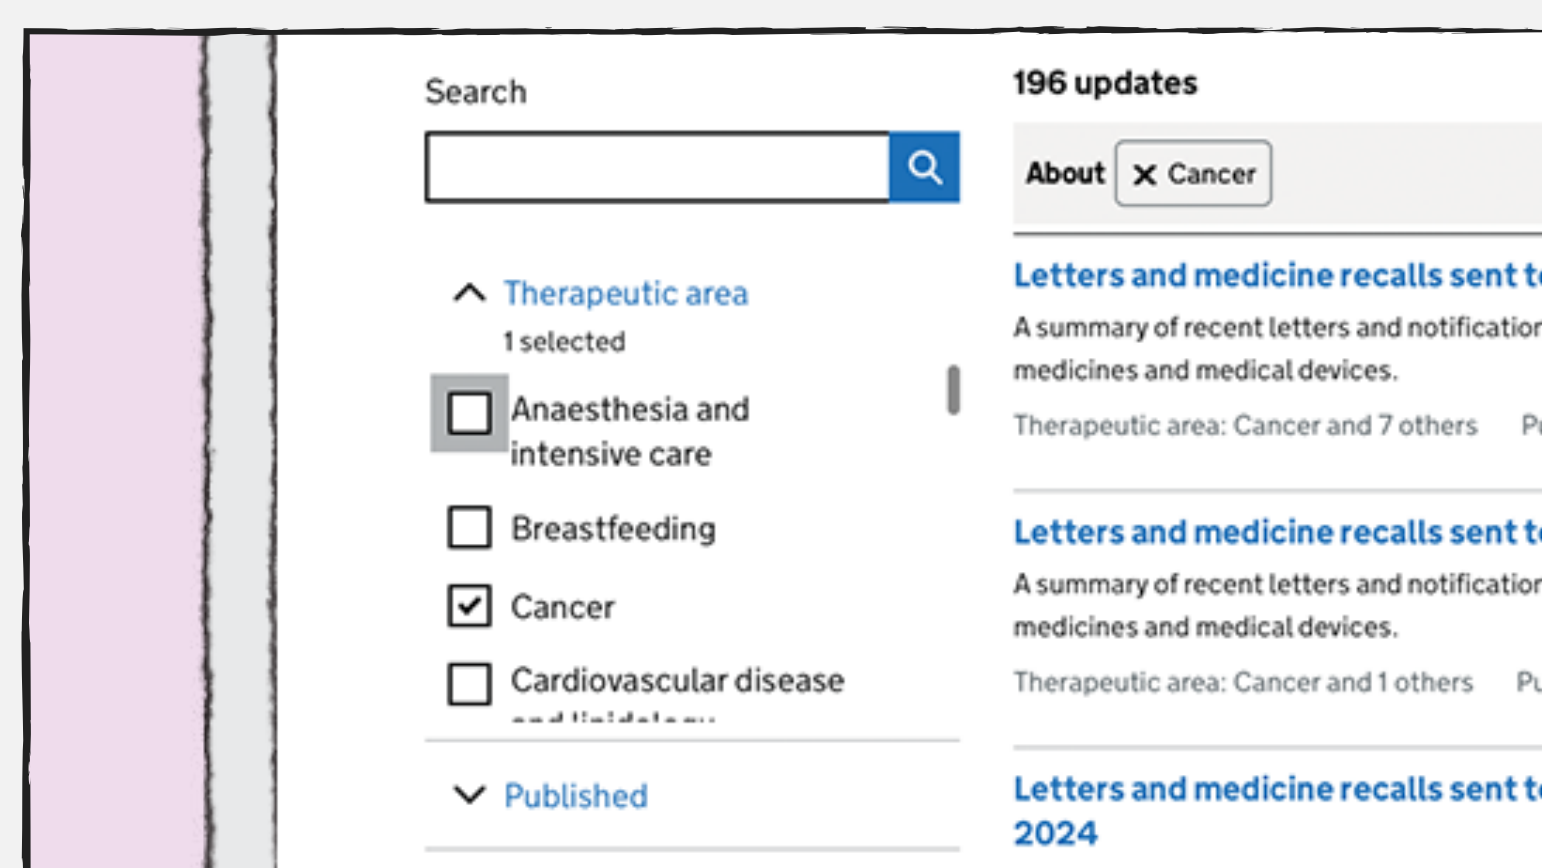 Search
Therapeutic area
1 selected
Anaesthesia and
intensive care
Breastfeeding
Cancer
Cardiovascular disease
and lipidology
Published
196 updates
About Cancer
Letters and medicine recalls sent
A summary of recent letters and
medicines and medical devices.
Therapeutic area: Cancer and 7 others
Letters and medicine recalls sent
A summary of recent letters and
medicines and medical devices.
Therapeutic area: Cancer and 1 others
Letters and medicine recalls sent
2024